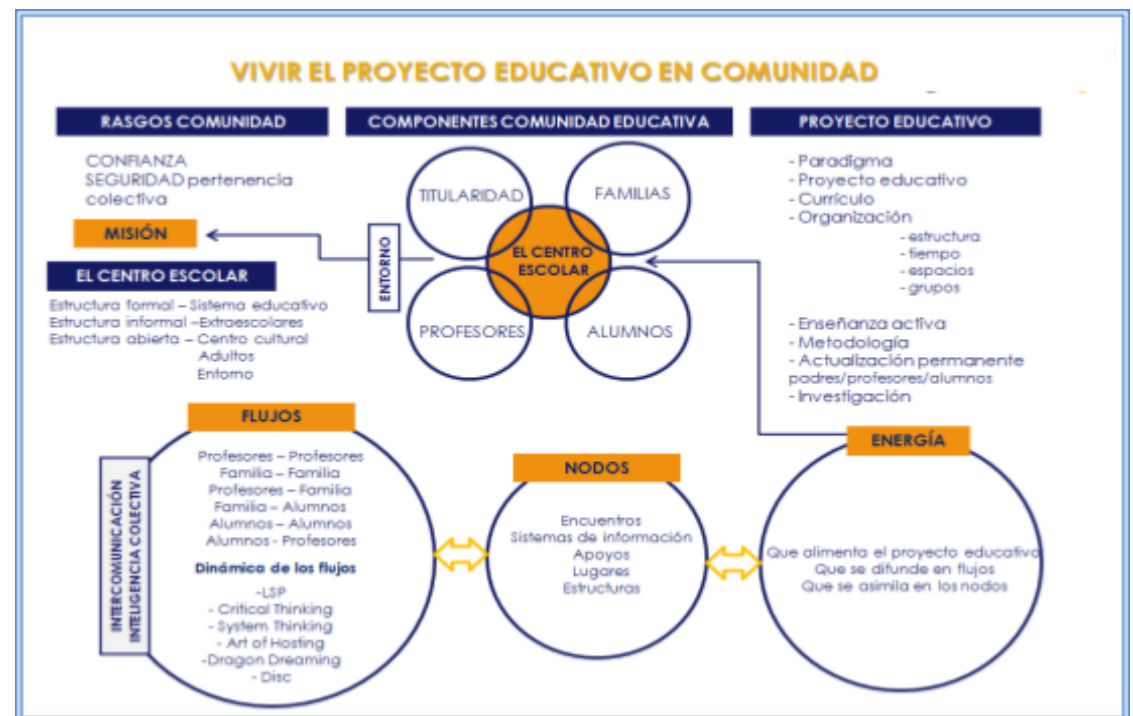 VIVIR EL PROYECTO EDUCATIVO EN COMUNIDAD
RASGOS COMUNIDAD
CONFIANZA
SEGURIDAD pertenencia
colectiva
MISIÓN
EL CENTRO ESCOLAR
Estructura formal – Sistema educativo
Estructura informal –Extraescolares
Estructura abierta – Centro cultural
Adultos
Entorno
COMPONENTES COMUNIDAD EDUCATIVA
TITULARIDAD
FAMILIAS
EL CENTRO
ESCOLAR
PROFESORES
ALUMNOS
ENTORNO
PROYECTO EDUCATIVO
- Paradigma
- Proyecto educativo
- Currículo
- Organización
- estructura
- tiempo
- espacios
- grupos
- Enseñanza activa
- Metodología
- Actualización permanente
padres/profesores/alumnos
- Investigación
INTERCOMUNICACIÓN
INTELIGENCIA COLECTIVA
FLUJOS
Profesores – Profesores
Familia – Familia
Profesores – Familia
Familia – Alumnos
Alumnos – Alumnos
Alumnos - Profesores
Dinámica de los flujos
-LSP
- Critical Thinking
- System Thinking
- Art of Hosting
-Dragon Dreaming
- Disc
NODOS
Encuentros
Sistemas de información
Apoyos
Lugares
Estructuras
ENERGÍA
Que alimenta el proyecto educativo
Que se difunde en flujos
Que se asimila en los nodos